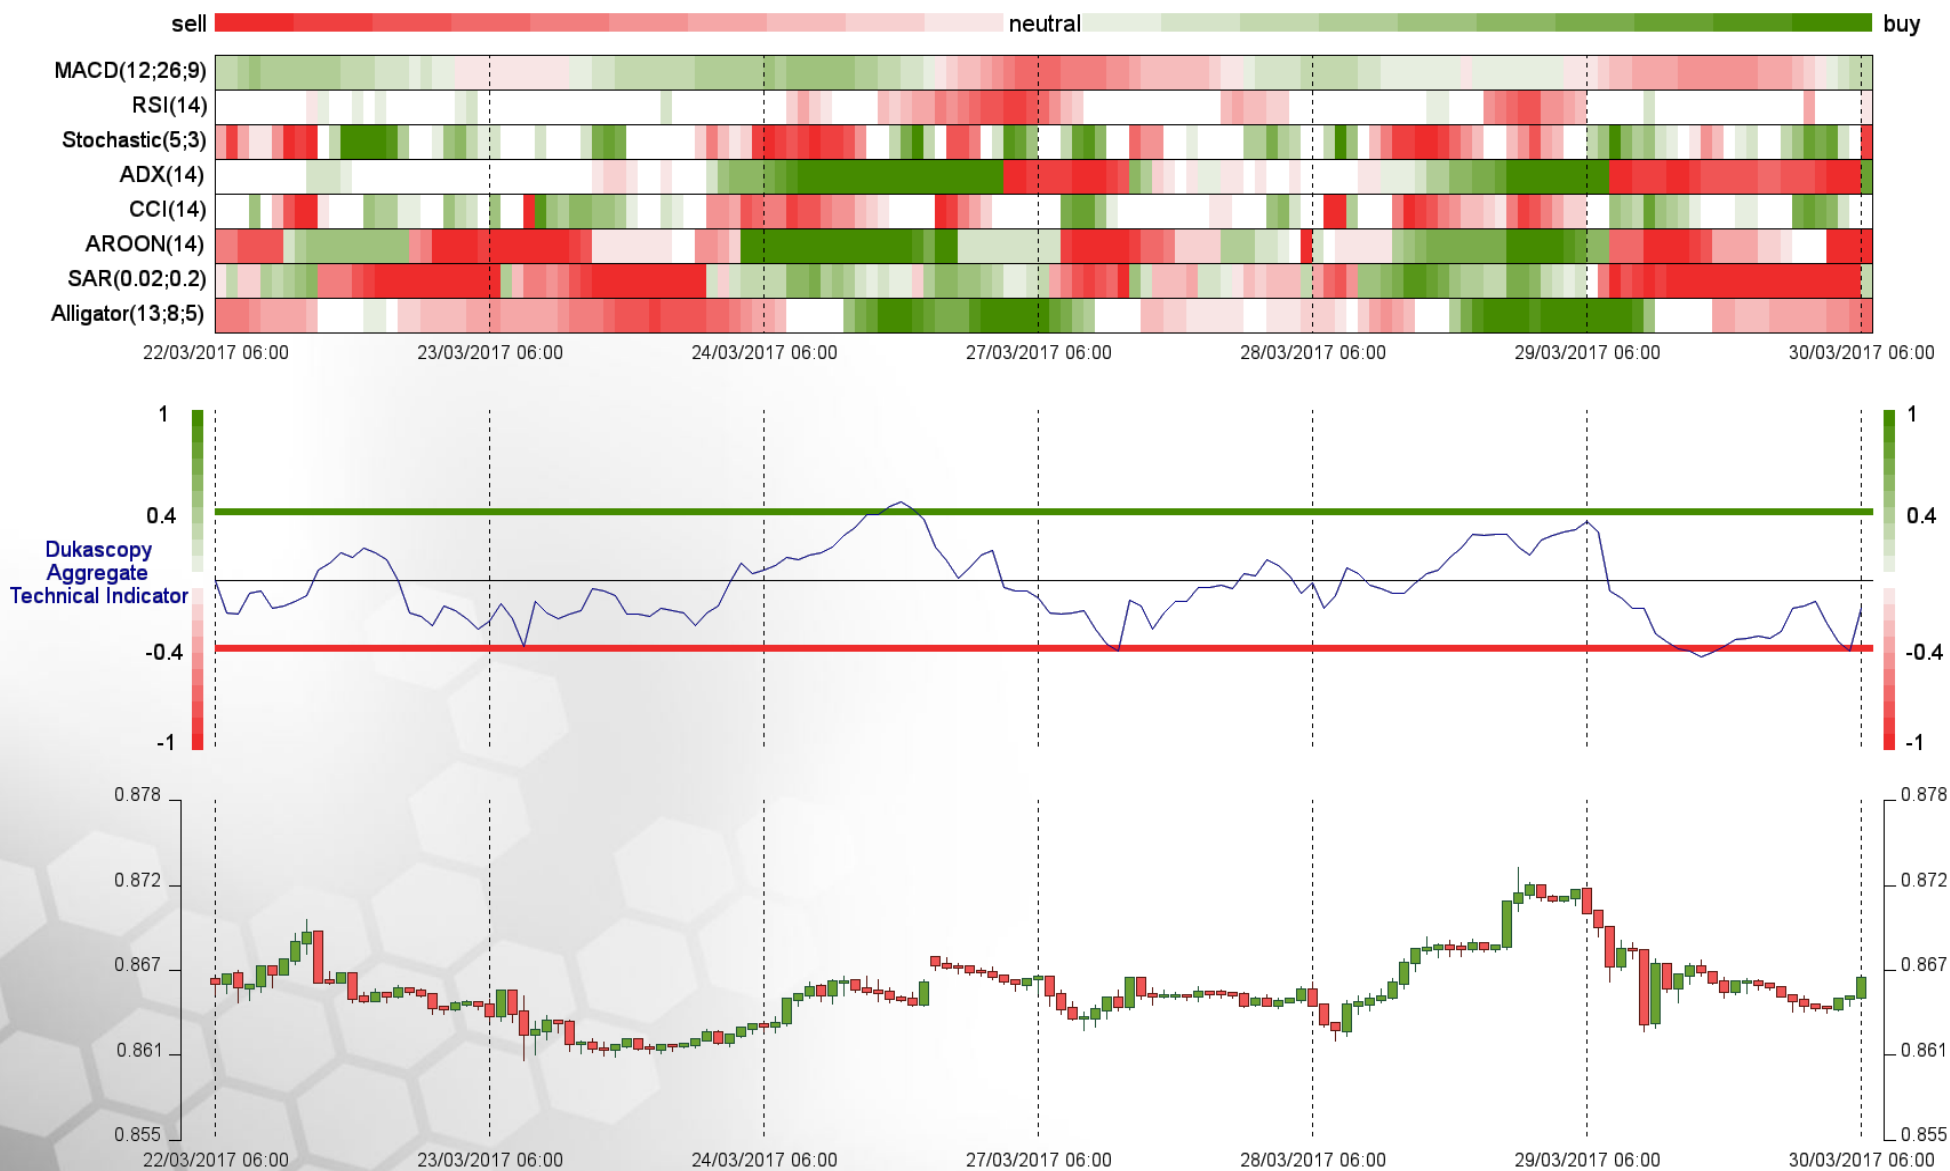 sell neutral buy
MACD(12;26;9)
RSI(14)
Stochastic(5;3)
ADX(14)
CCI(14)
AROON(14)
SAR(0.02;0.2)
Alligator(13;8;5)
22/03/2017 06:00 23/03/2017 06:00 24/03/2017 06:00 27/03/2017 06:00 28/03/2017 06:00 29/03/2017 06:00 30/03/2017 06:00
1 1
0.4 0.4
Dukascopy
Aggregate
Technical Indicator
-0.4 -0.4
-1 -1
0.878 0.878
0.872 0.872
0.867 0.867
0.861 0.861
0.855 0.855
22/03/2017 06:00 23/03/2017 06:00 24/03/2017 06:00 27/03/2017 06:00 28/03/2017 06:00 29/03/2017 06:00 30/03/2017 06:00